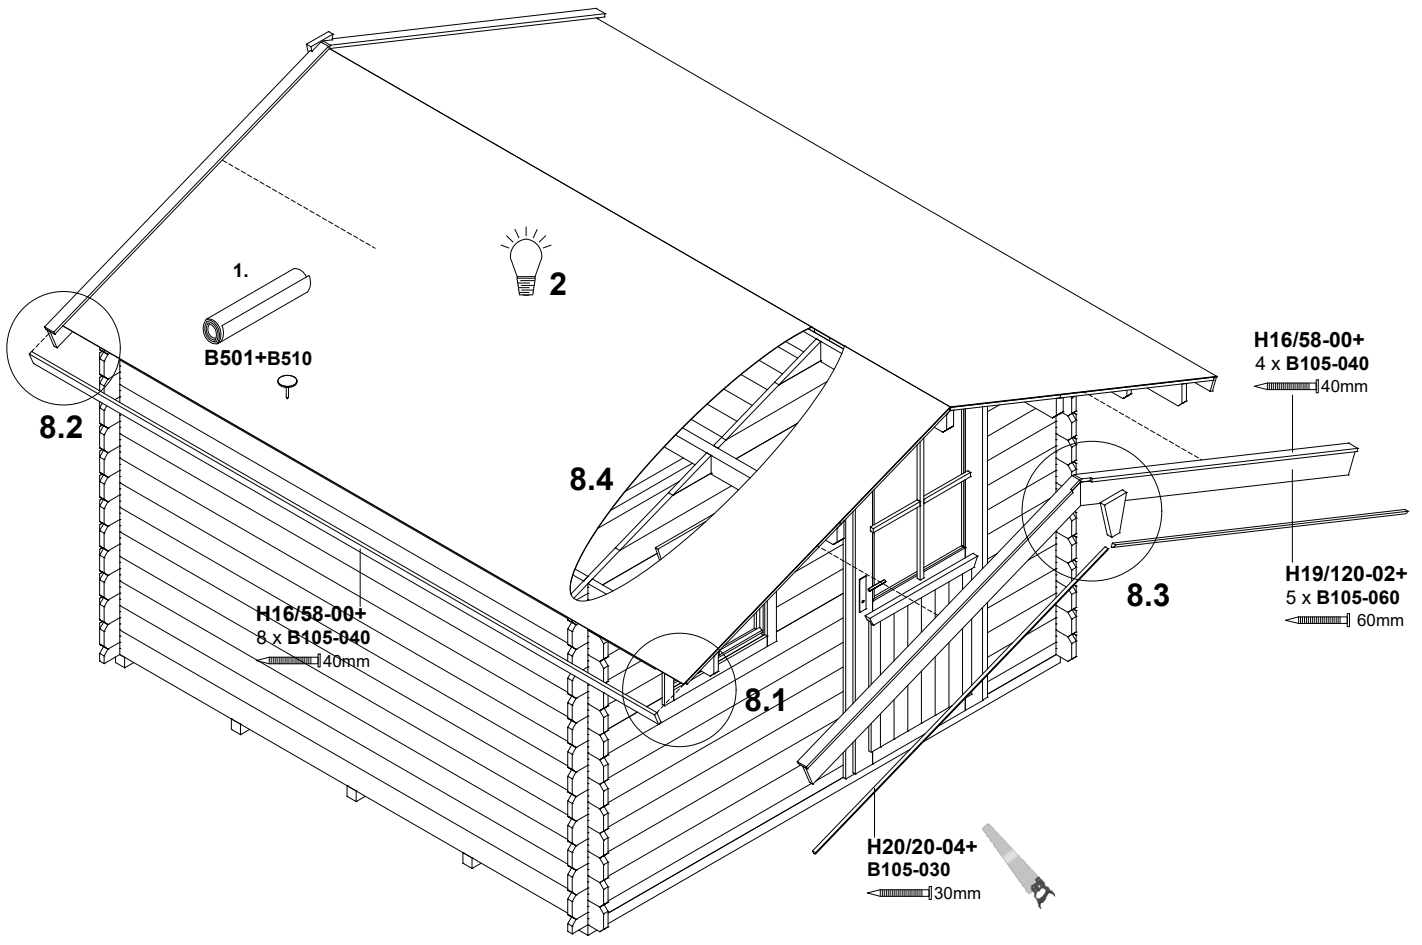 1.
B501+B510
2
8.2
8.4
H16/58-00+
4 x B105-040
40mm
H19/120-02+
5 x B105-060
60mm
8.3
H16/58-00+
8 x B105-040
40mm
8.1
H20/20-04+
B105-030
30mm